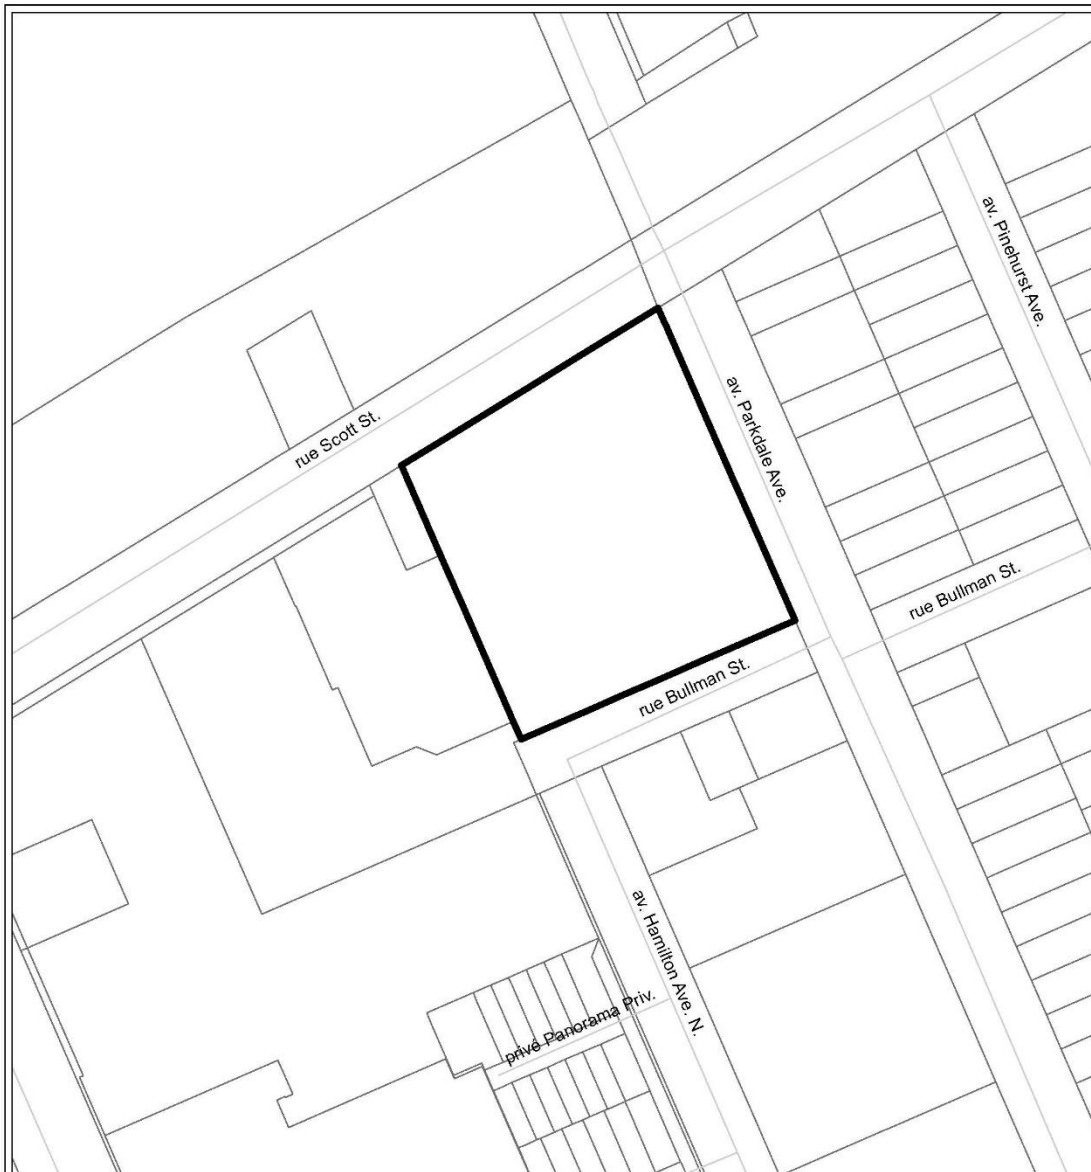 av. Pinehurst Ave.
rue Scott St.
av. Parkdale Ave.
rue Bullman St.
rue Bullman St.
av. Hamilton Ave. N.
privé Panorama Priv.